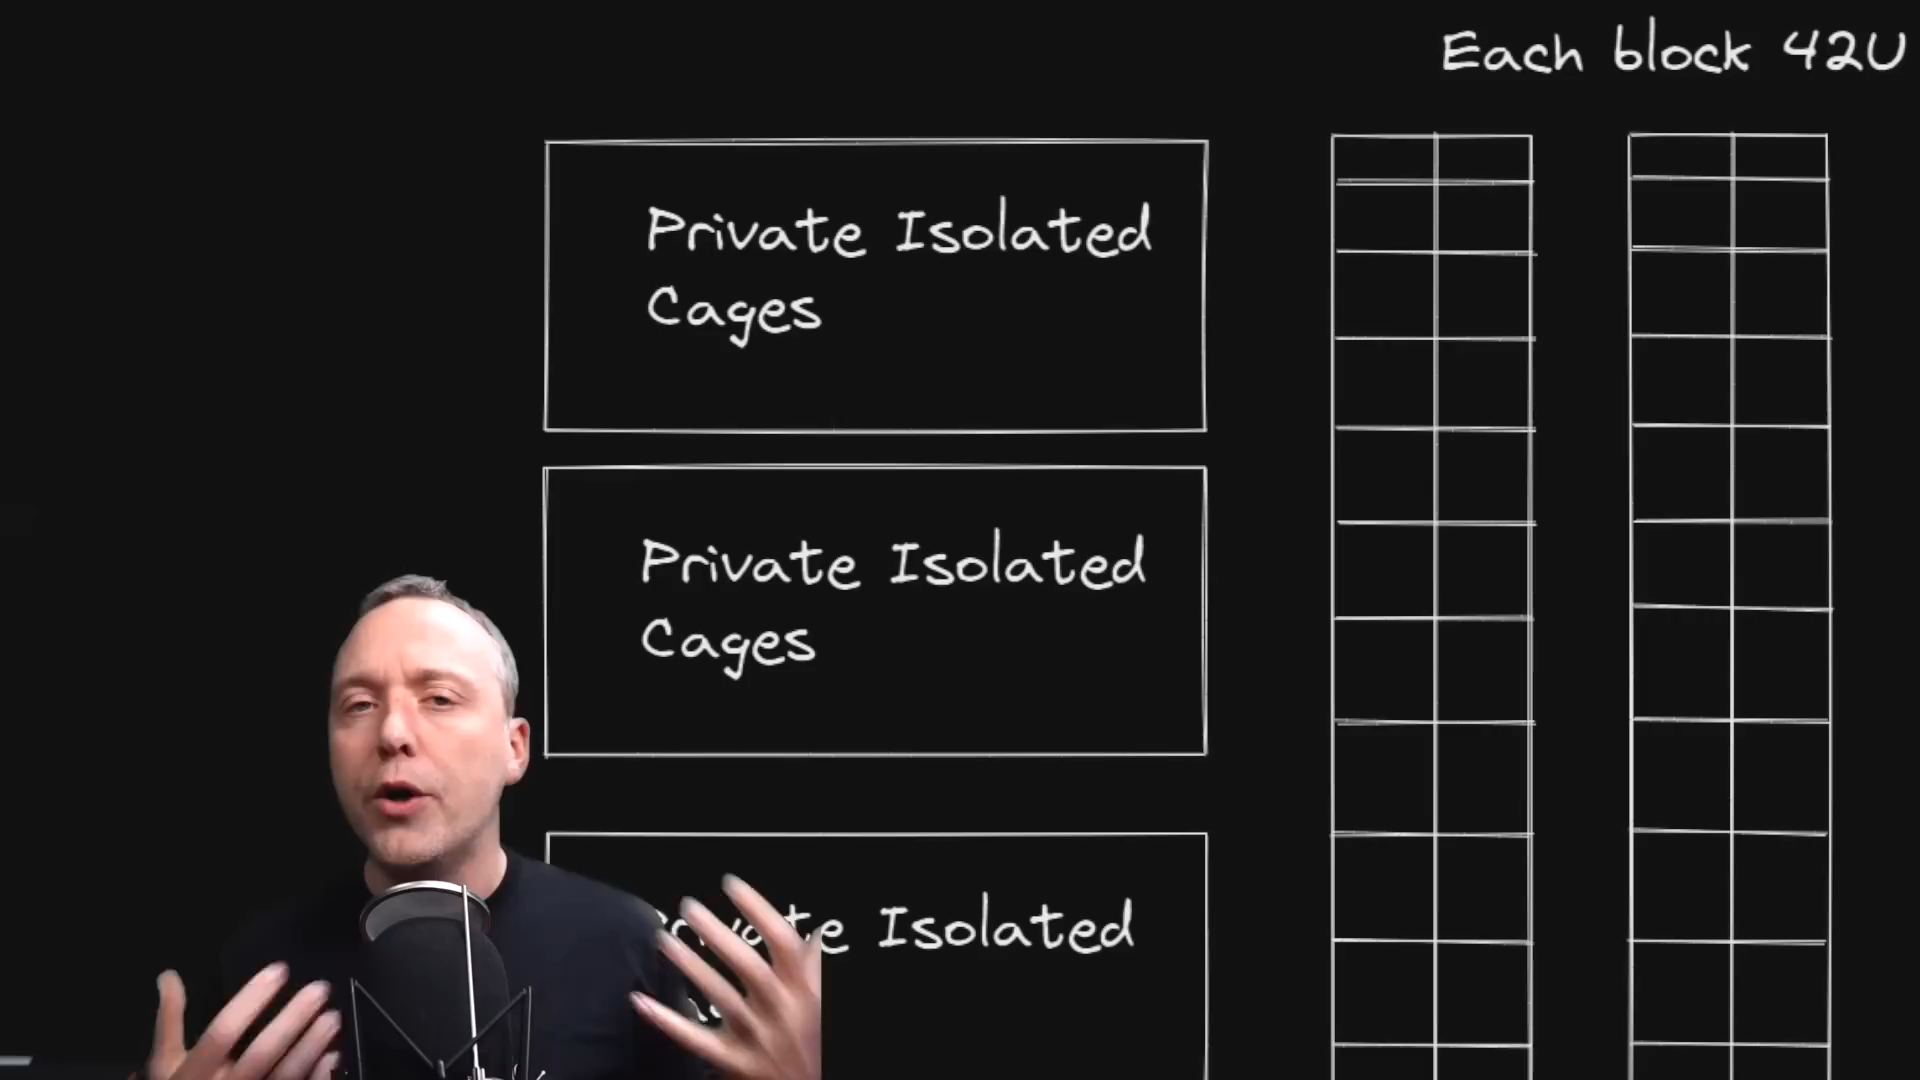 Each block 42U
Private Isolated
Cages
Private Isolated
Cages
Isolated